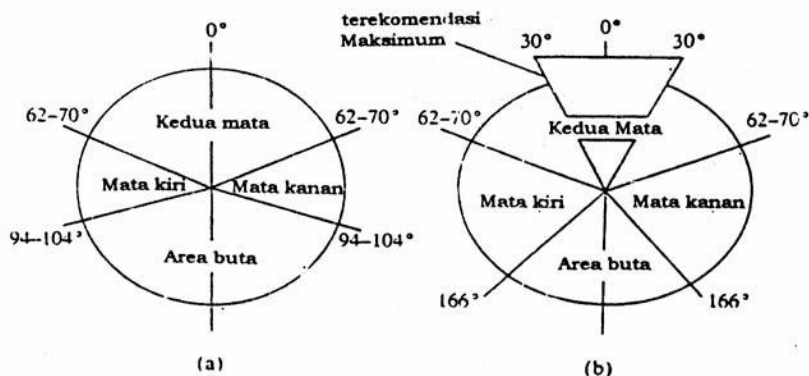 0°
62-70°
62-70°
Kedua mata
Mata kiri
Mata kanan
94-104°
94-104°
Area buta
(a)
terekomendasi
Maksimum
30°
0°
30°
62-70°
62-70°
Kedua Mata
Mata kiri
Mata kanan
Area buta
166°
166°
(b)